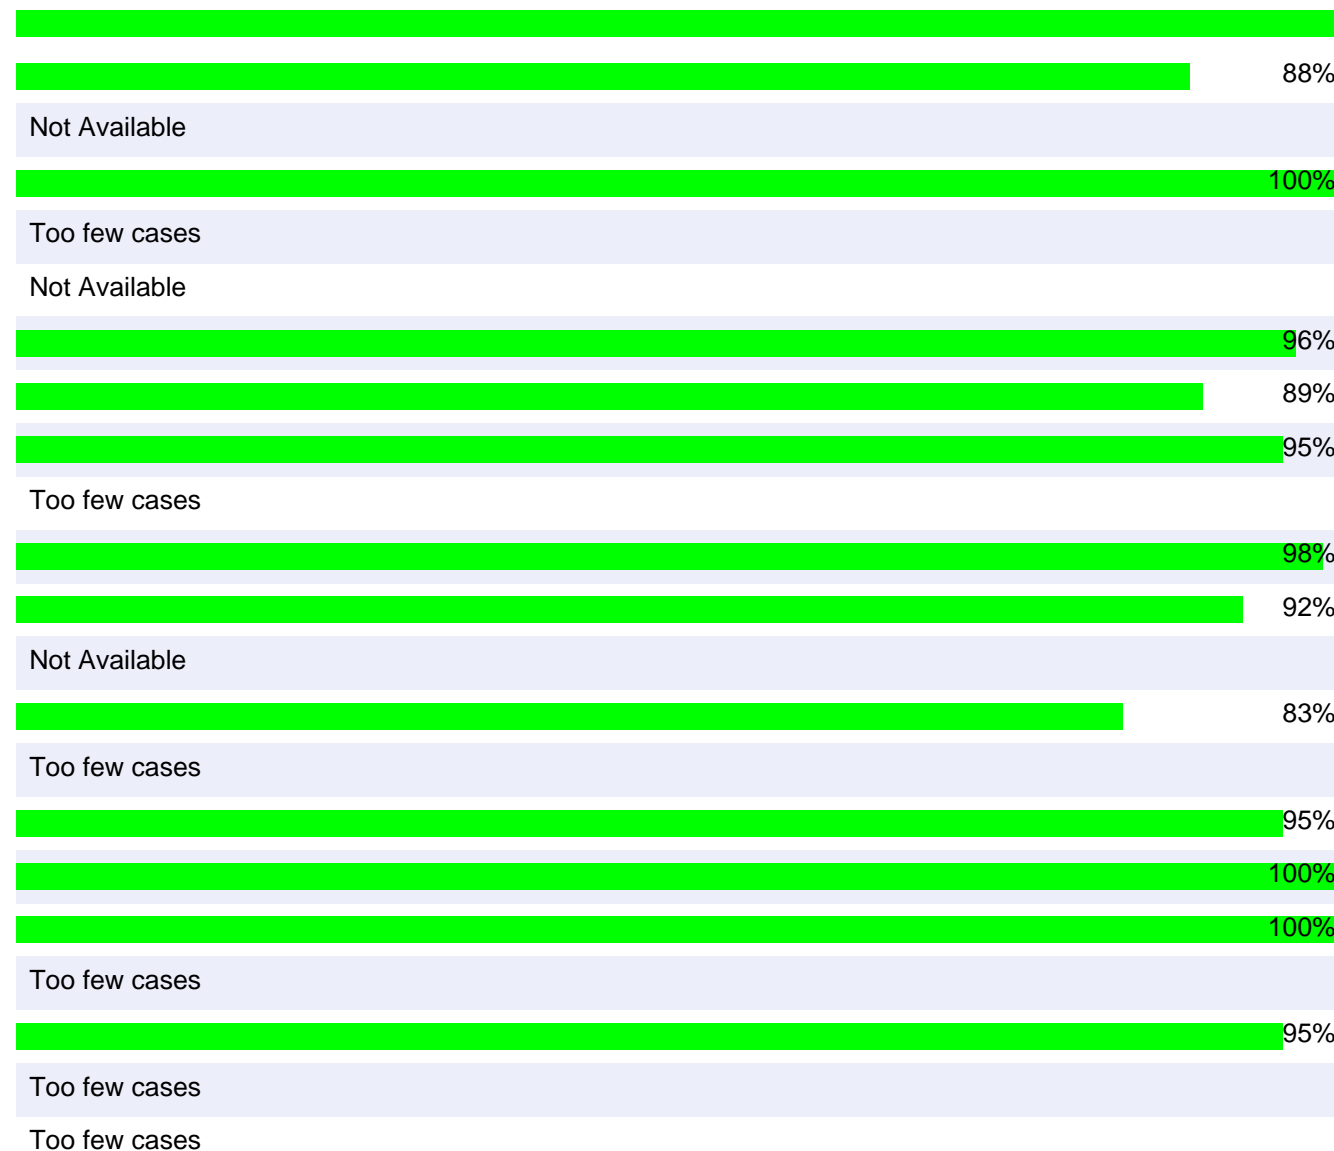 88%
Not Available
100%
Too few cases
Not Available
96%
89%
95%
Too few cases
98%
92%
Not Available
83%
Too few cases
95%
100%
100%
Too few cases
95%
Too few cases
Too few cases